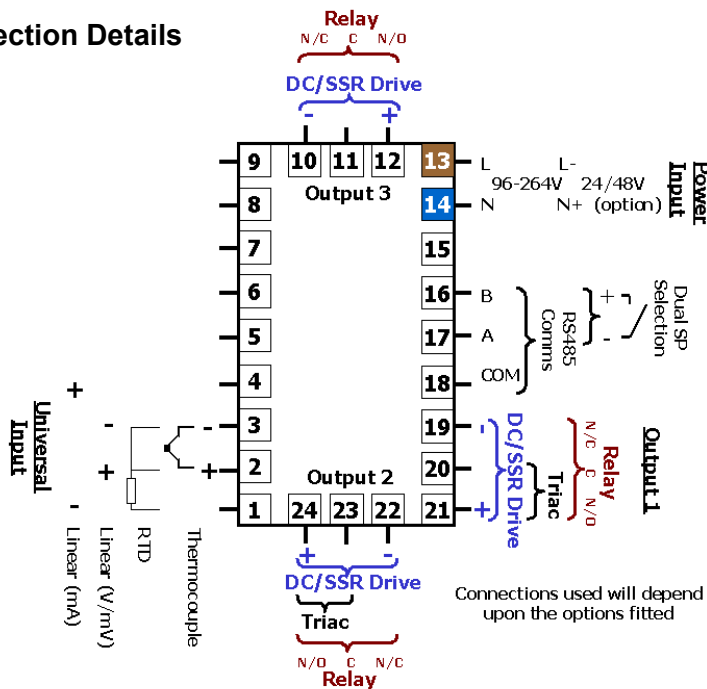 ection Details
Relay
N/C C N/O
DC/SSR Drive
- +
9 10 11 12 13
Output 3
8 14
7 15
6 16
5 17
4 18
3 19
2 20
Output 2
1 24 23 22 21
L L-
96-264V 24/48V
N N+ (option)
Power
Input
B
A
COM
RS485
Comms
+
-
Dual SP
Selection
-
+
DC/SSR Drive
Triac
N/C C N/O
Relay
Output 1
Universal
Input
+
-
Linear (mA)
-
+
Linear (V/mV)
RTD
-
+
Thermocouple
+ -
DC/SSR Drive
Triac
N/O C N/C
Relay
Connections used will depend
upon the options fitted